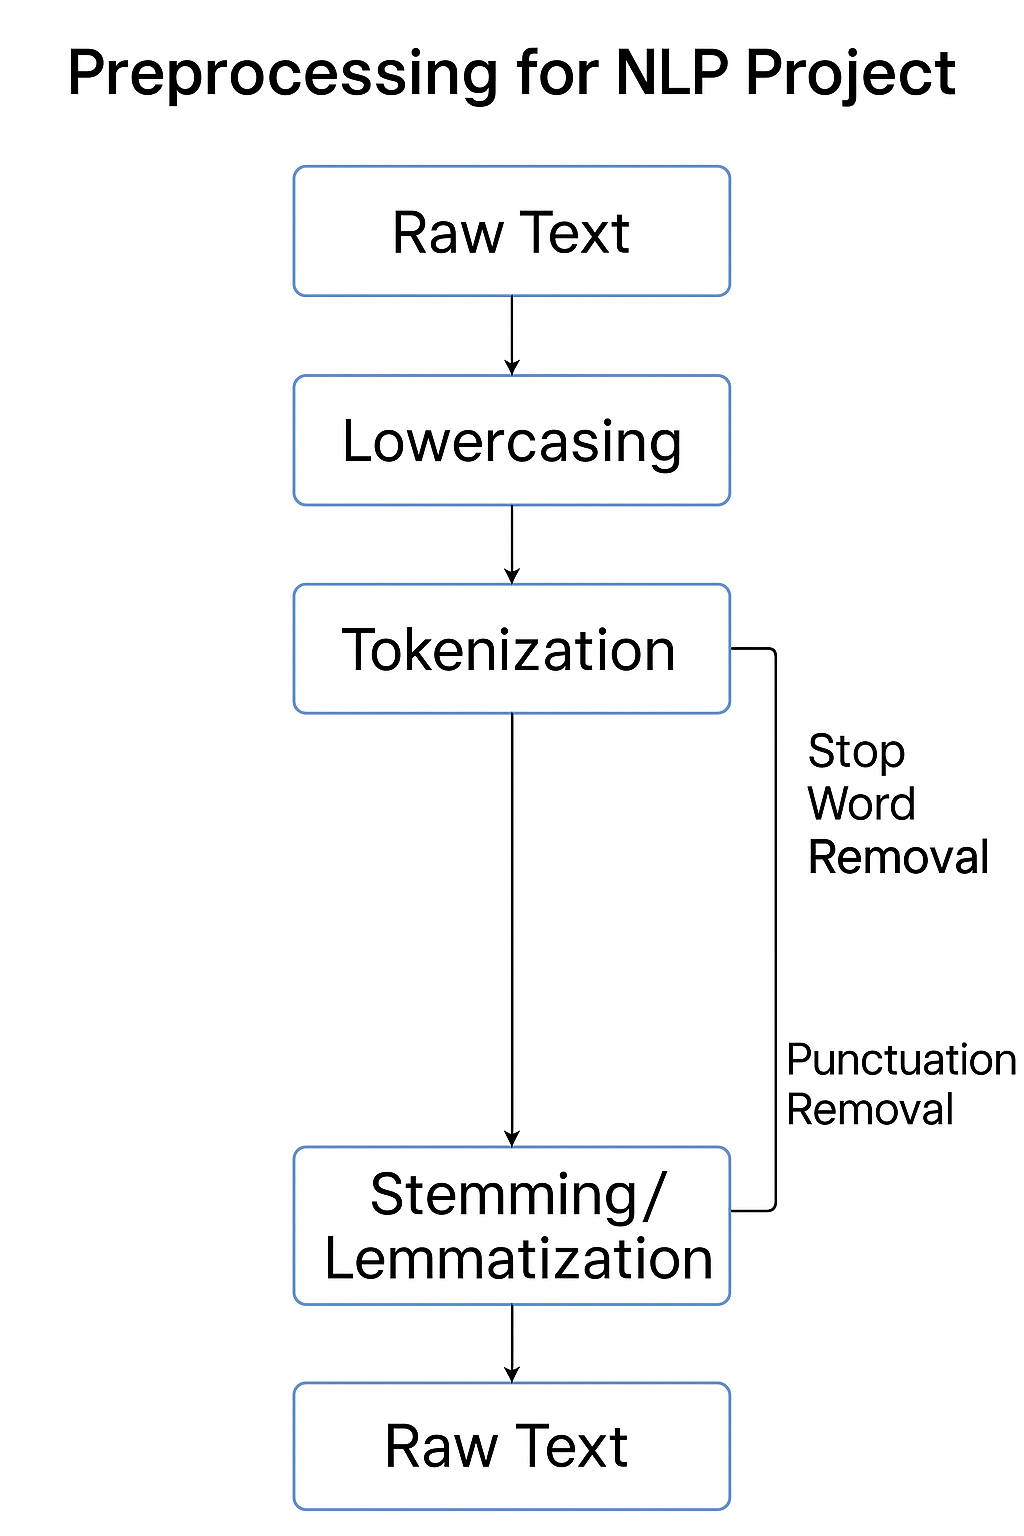 Preprocessing for NLP Project
Raw Text
Lowercasing
Tokenization
Stop
Word
Removal
Punctuation
Removal
Stemming/
Lemmatization
Raw Text